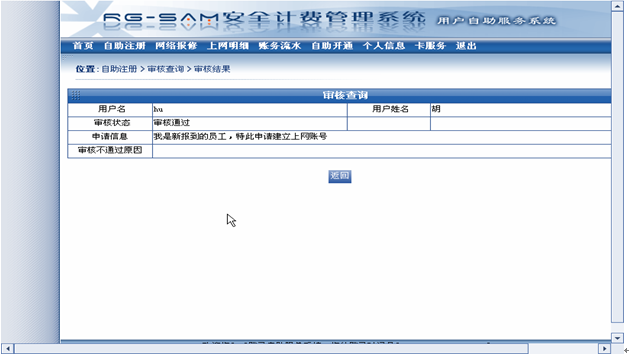 RG-SAM安全计费管理系统 用户自助服务系统
首页 自助注册 网络报修 上网明细 账务流水 自助开通 个人信息 卡服务 退出
位置:自助注册 > 审核查询 > 审核结果
审核查询
用户名 hu 用户姓名 胡
审核状态 审核通过
申请信息 我是新报到的员工，特此申请建立上网账号
审核不通过原因
返回